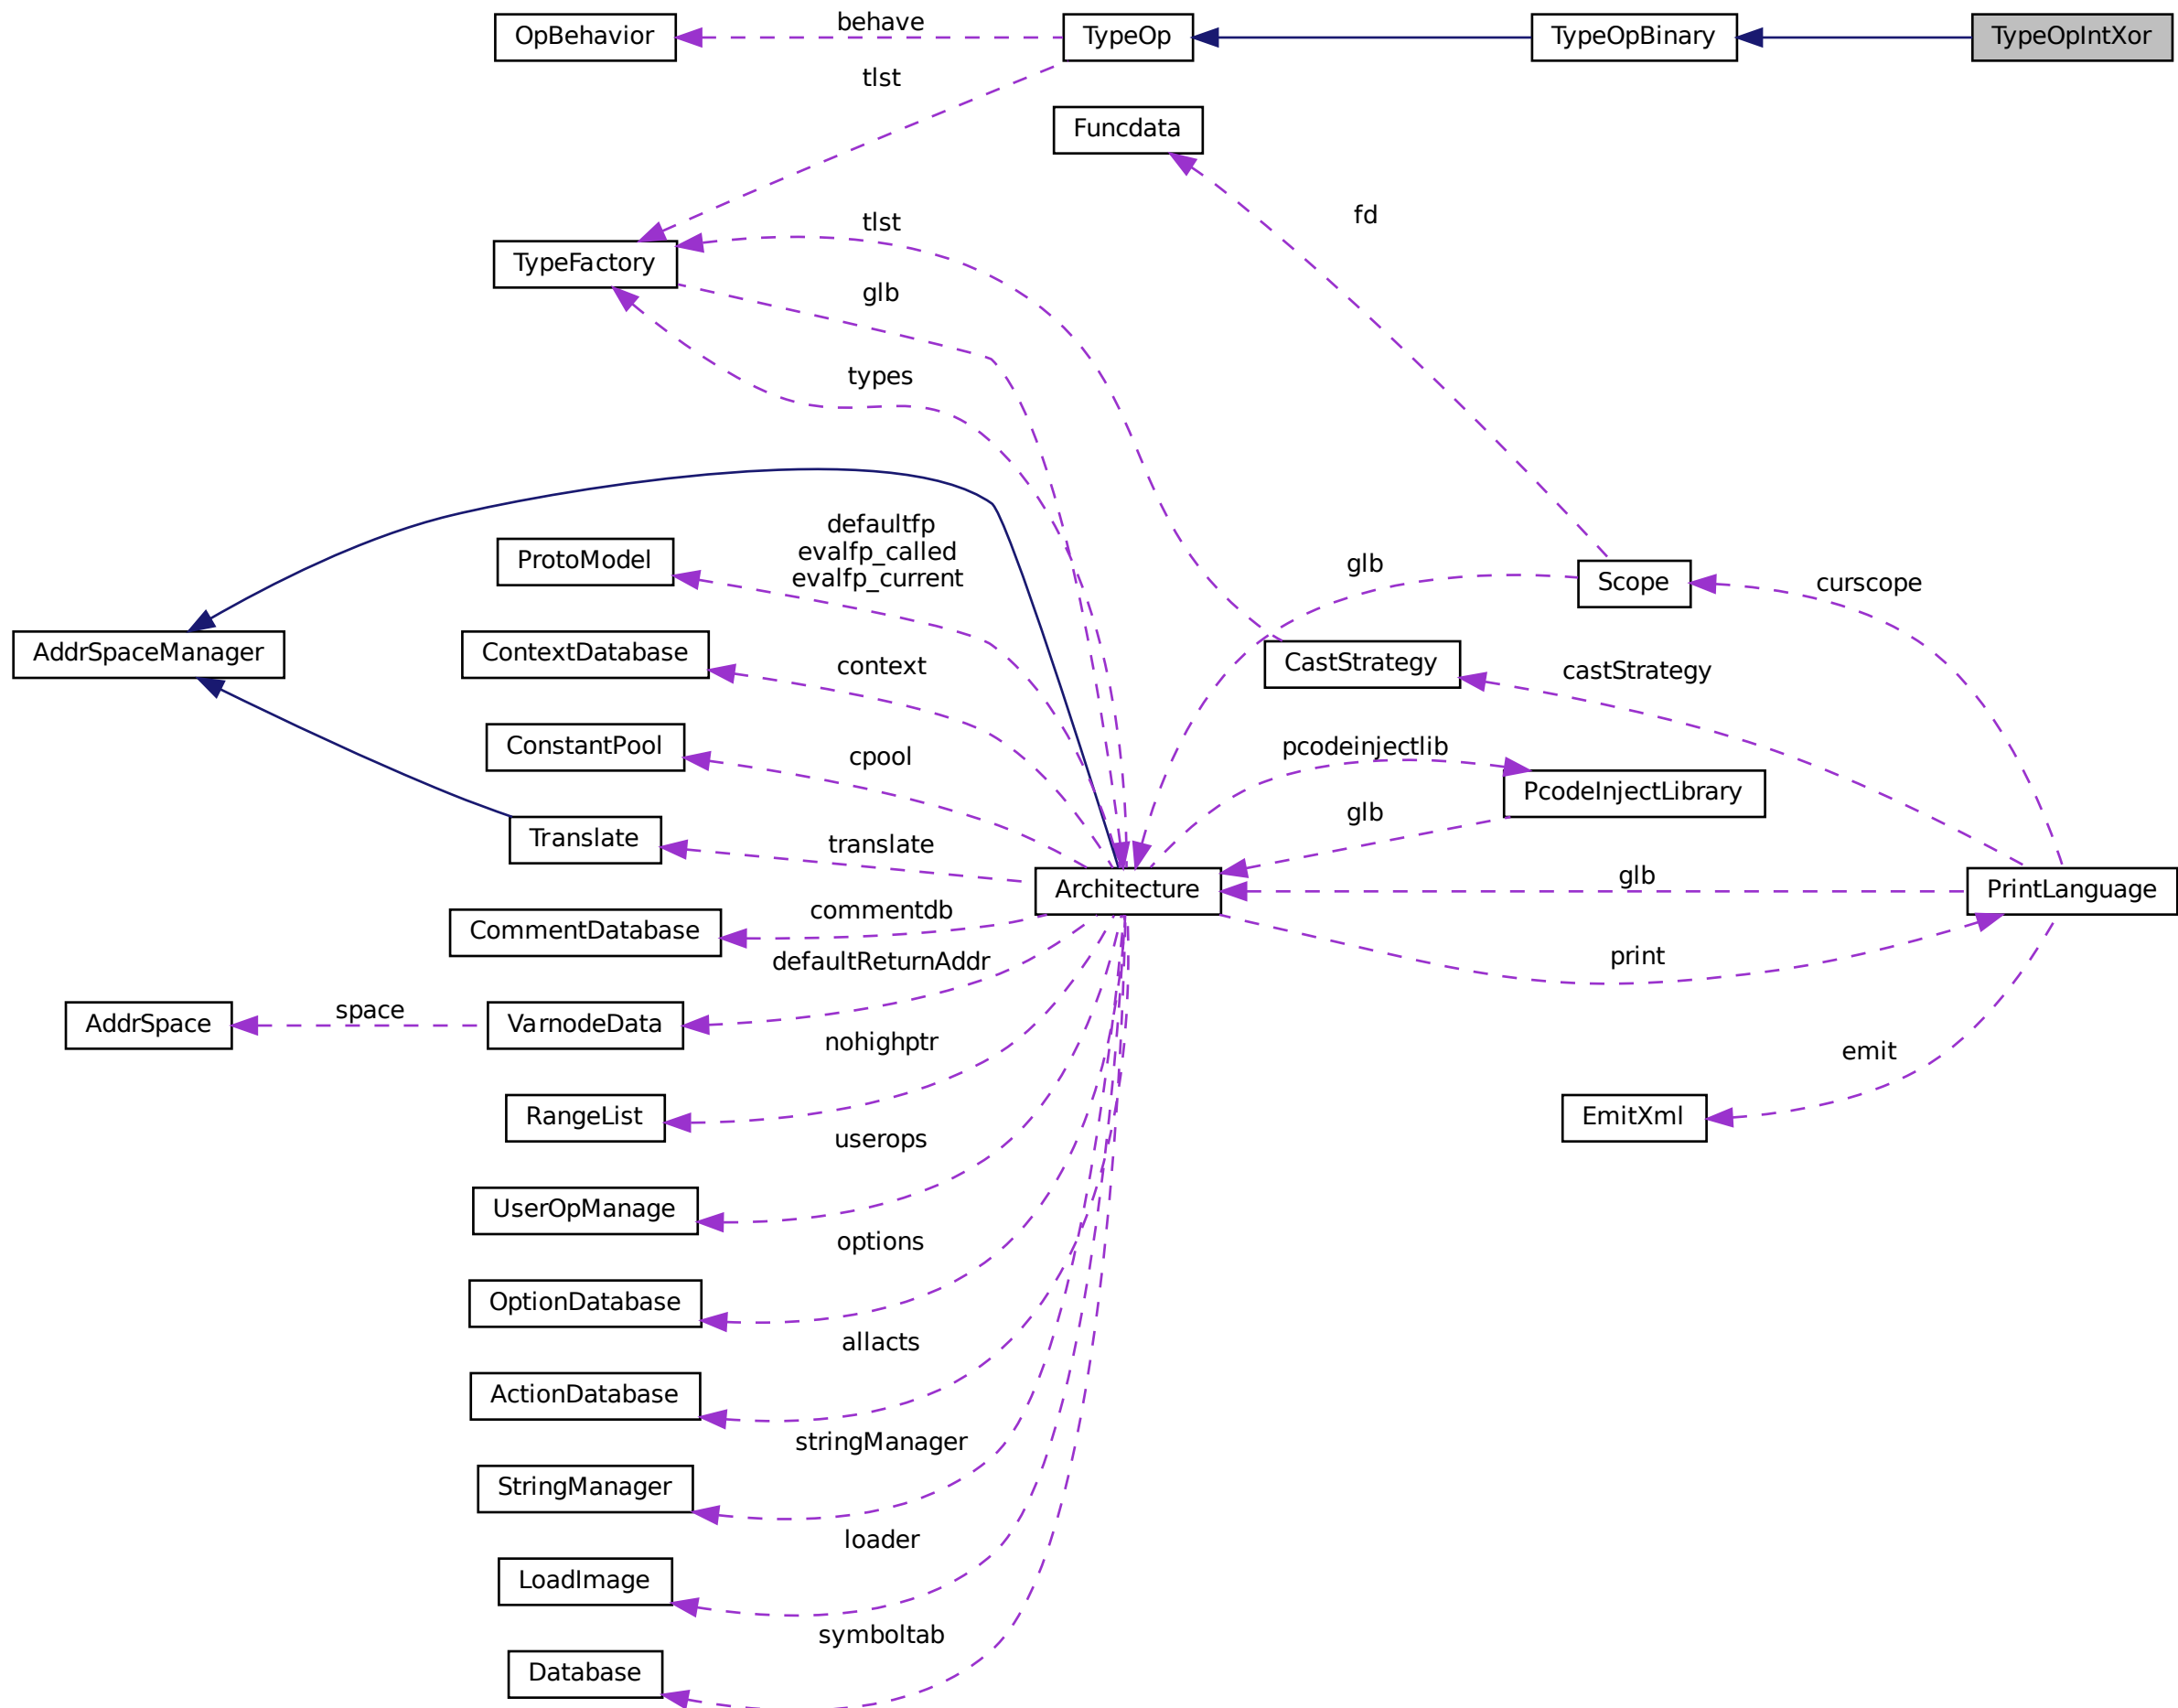 OpBehavior
behave
TypeOp
TypeOpBinary
TypeOpIntXor
tlst
Funcdata
tlst
fd
TypeFactory
glb
types
defaultfp
evalfp_called
evalfp_current
ProtoModel
glb
Scope
curscope
AddrSpaceManager
ContextDatabase
context
CastStrategy
castStrategy
ConstantPool
cpool
pcodeinjectlib
PcodeInjectLibrary
glb
Translate
translate
Architecture
glb
PrintLanguage
CommentDatabase
commentdb
defaultReturnAddr
print
AddrSpace
space
VarnodeData
nohighptr
emit
RangeList
EmitXml
userops
UserOpManage
options
OptionDatabase
allacts
ActionDatabase
stringManager
StringManager
loader
LoadImage
symboltab
Database